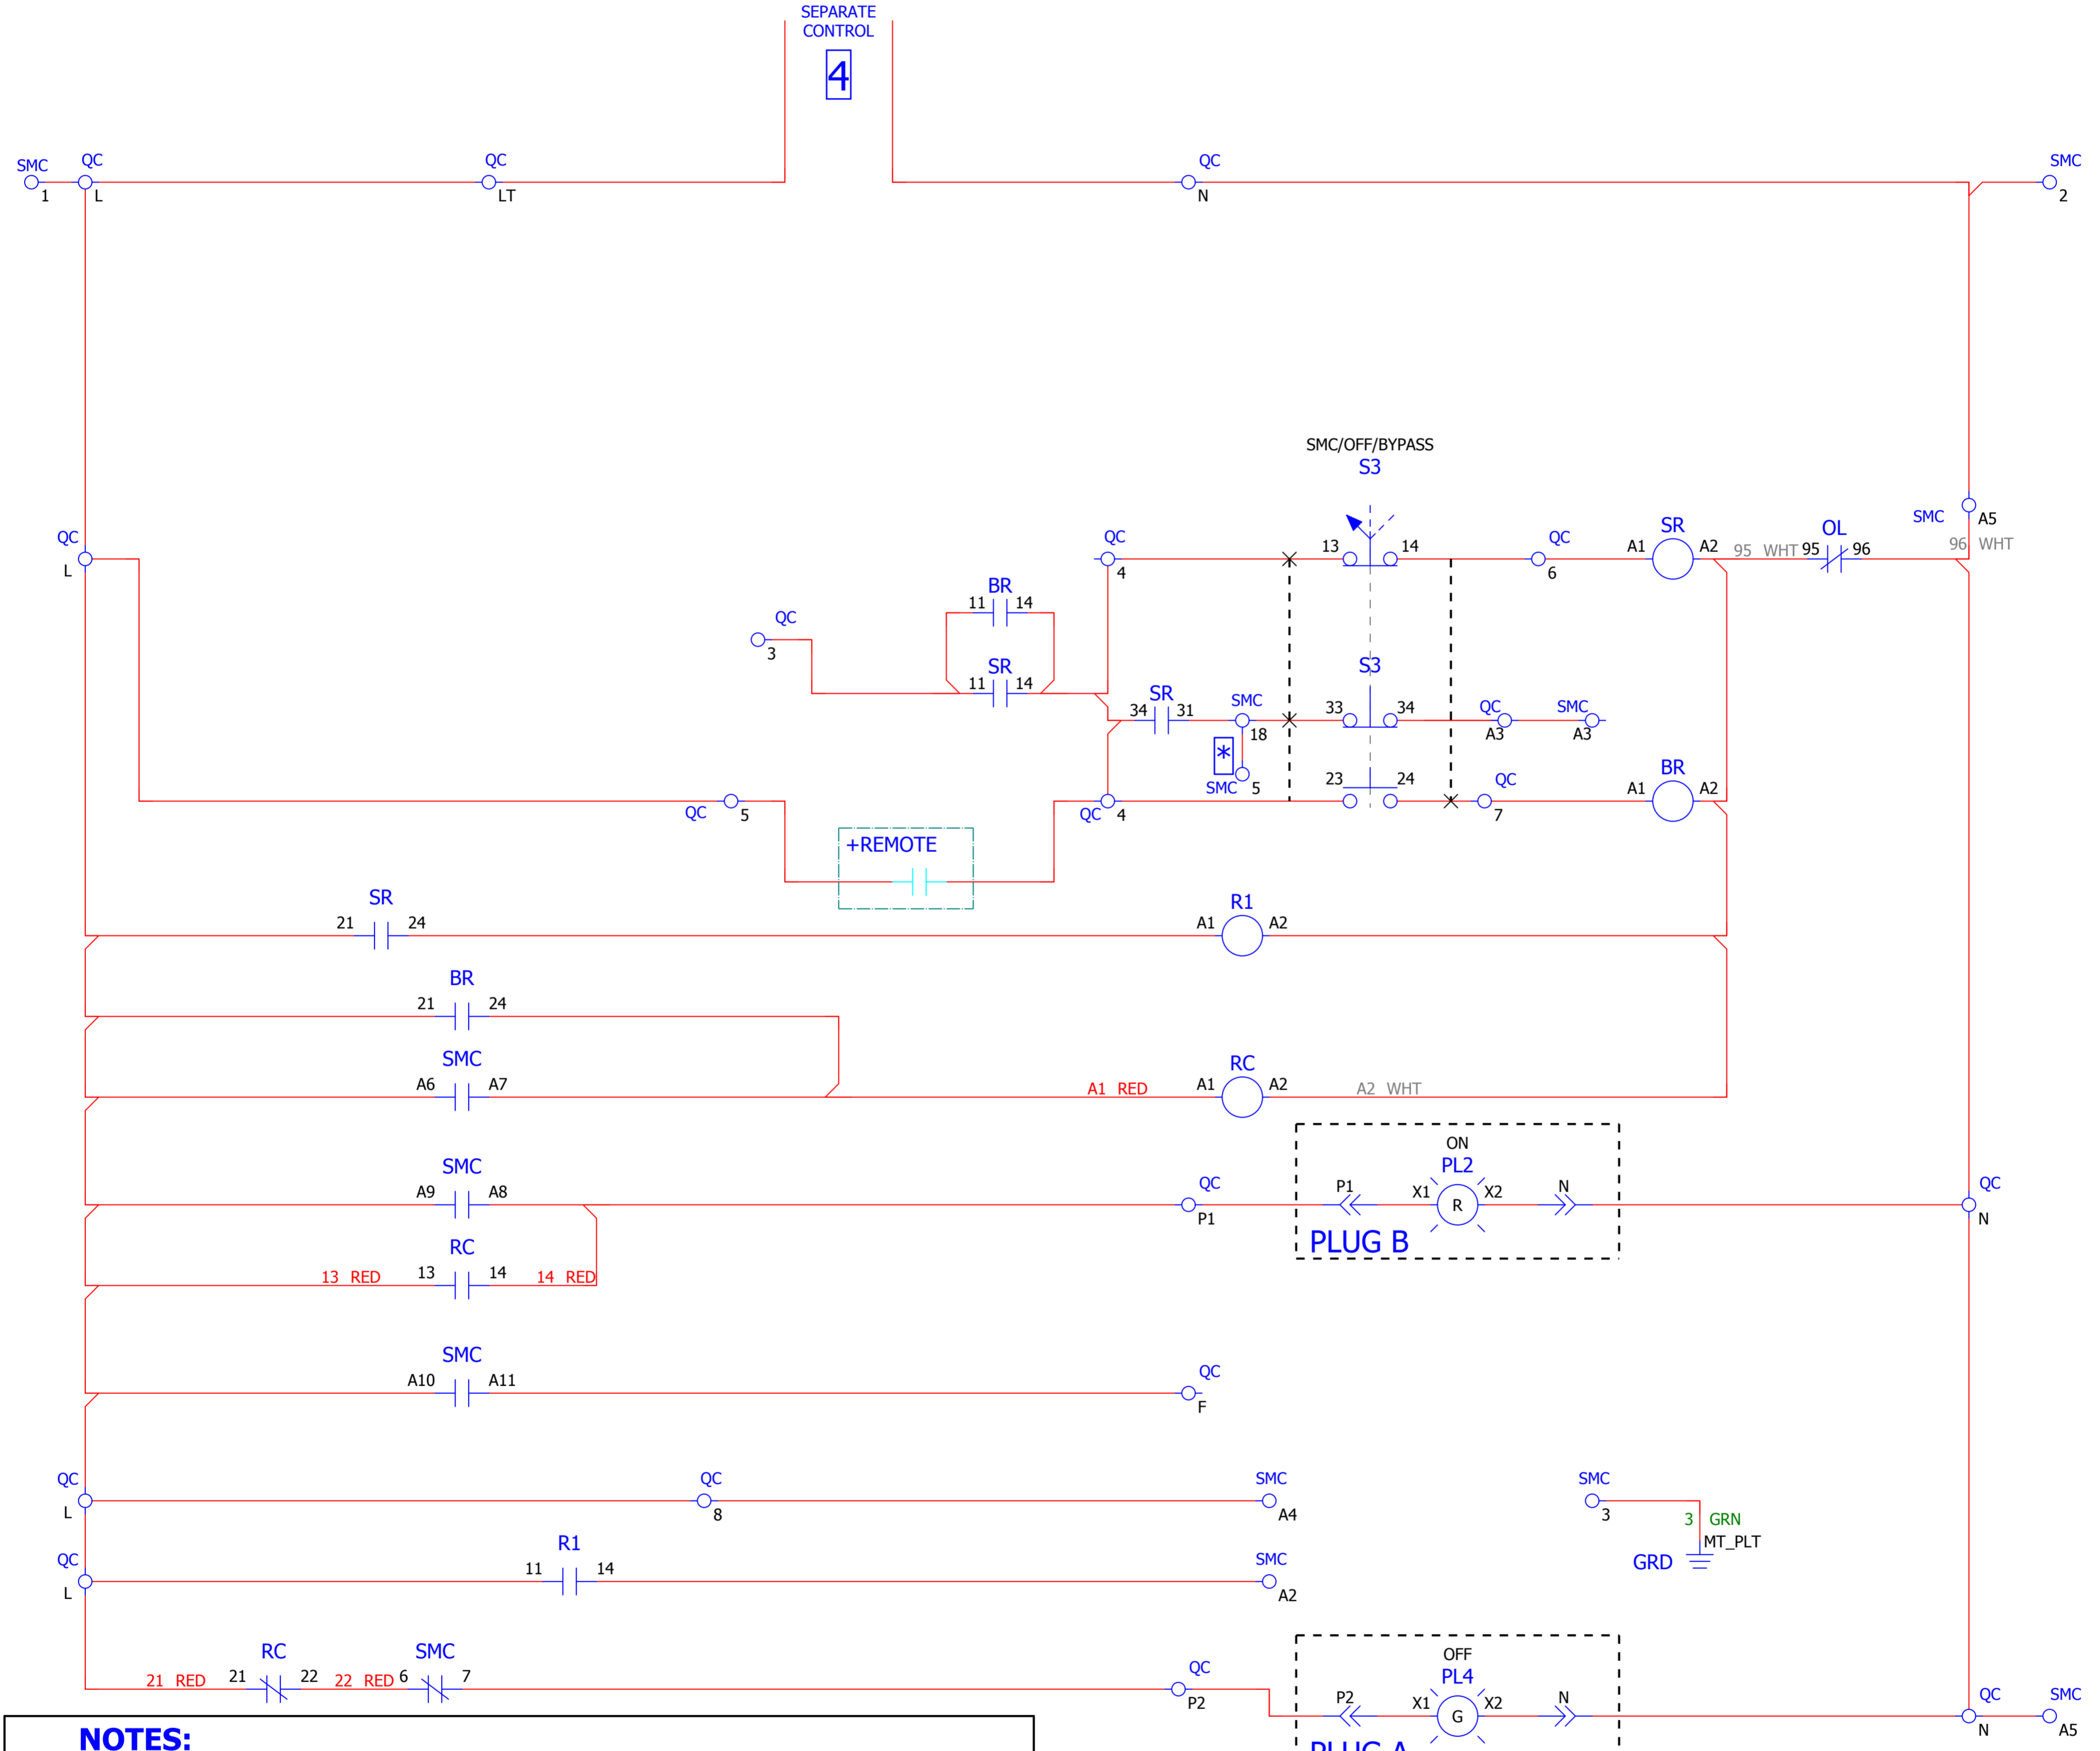 SEPARATE
CONTROL
4
SMC QC QC QC SMC
1 L LT N 2
SMC/OFF/BYPASS
S3
QC QC 13 14 QC SR OL SMC A5
L 4 6 A1 A2 95 WHT 95 96 96 WHT
BR
11 14
QC
3
SR S3
11 14
SR SMC QC SMC
34 31 18 33 34 A3 A3
*
SMC 5 23 24 QC BR
QC 5 QC 4 7 A1 A2
+REMOTE
SR R1
21 24 A1 A2
BR
21 24
SMC RC
A6 A7 A1 RED A1 A2 A2 WHT
ON
SMC PL2
A9 A8 QC P1 X1 R X2 N QC
P1 N
PLUG B
RC
13 RED 13 14 14 RED
SMC QC
A10 A11 F
QC QC SMC SMC
L 8 A4 3 3 GRN
MT_PLT
GRD
QC R1 SMC
L 11 14 A2
OFF
RC SMC QC PL4 QC SMC
21 RED 21 22 22 RED 6 7 P2 P2 X1 G X2 N N A5
NOTES:
PLUG A